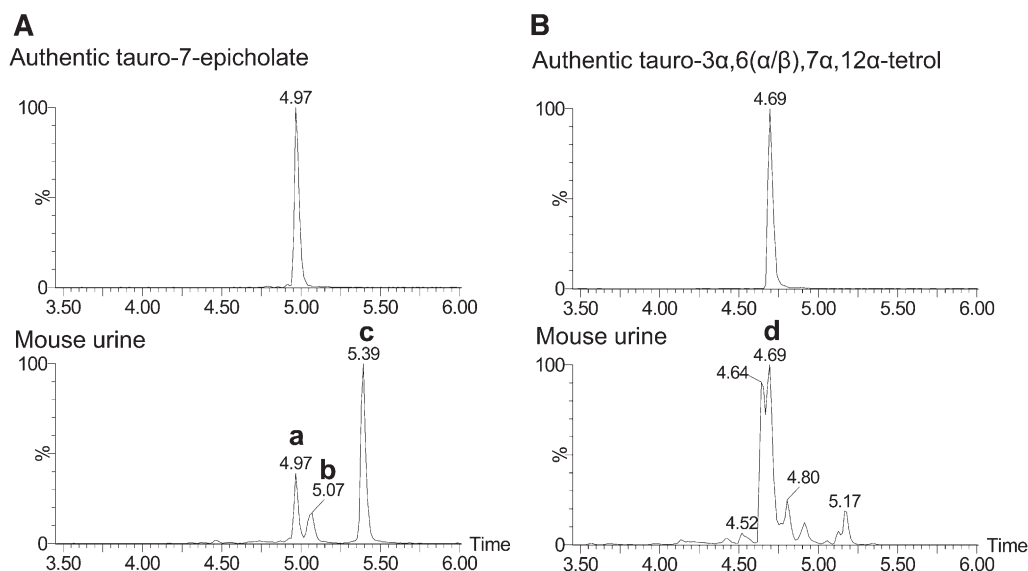 A
Authentic tauro-7-epicholate
4.97
100
%
0
3.50 4.00 4.50 5.00 5.50 6.00
Mouse urine
c
5.39
100
a
4.97
b
5.07
%
0
3.50 4.00 4.50 5.00 5.50 6.00
Time
B
Authentic tauro-3α,6(α/β),7α,12α-tetrol
4.69
100
%
0
3.50 4.00 4.50 5.00 5.50 6.00
Mouse urine
d
4.69
100
4.64
%
4.80
4.52
5.17
0
3.50 4.00 4.50 5.00 5.50 6.00
Time